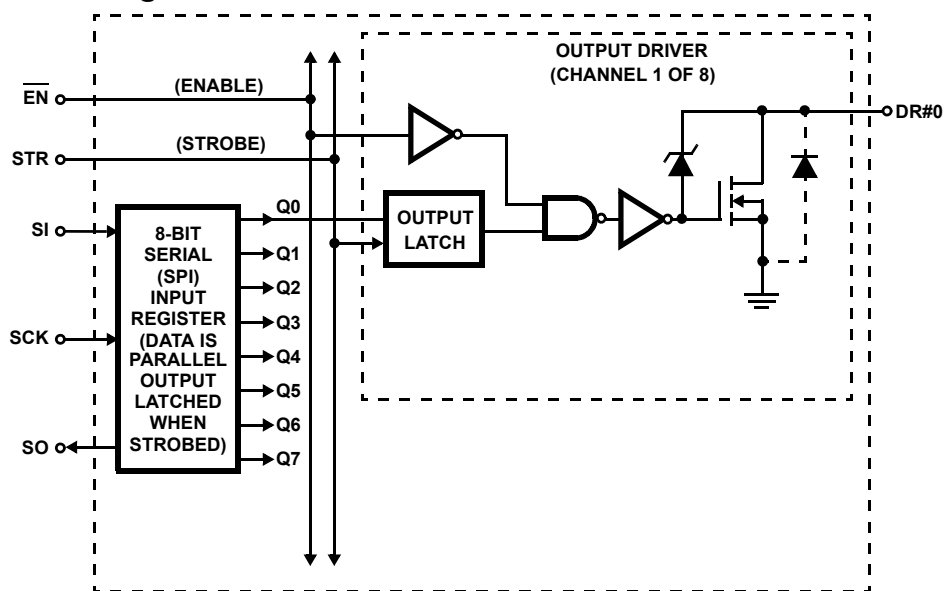 OUTPUT DRIVER
(CHANNEL 1 OF 8)
EN
(ENABLE)
DR#0
STR
(STROBE)
Q0
SI
8-BIT
SERIAL
(SPI)
INPUT
REGISTER
(DATA IS
PARALLEL
OUTPUT
LATCHED
WHEN
STROBED)
OUTPUT
LATCH
Q1
Q2
Q3
SCK
Q4
Q5
Q6
SO
Q7